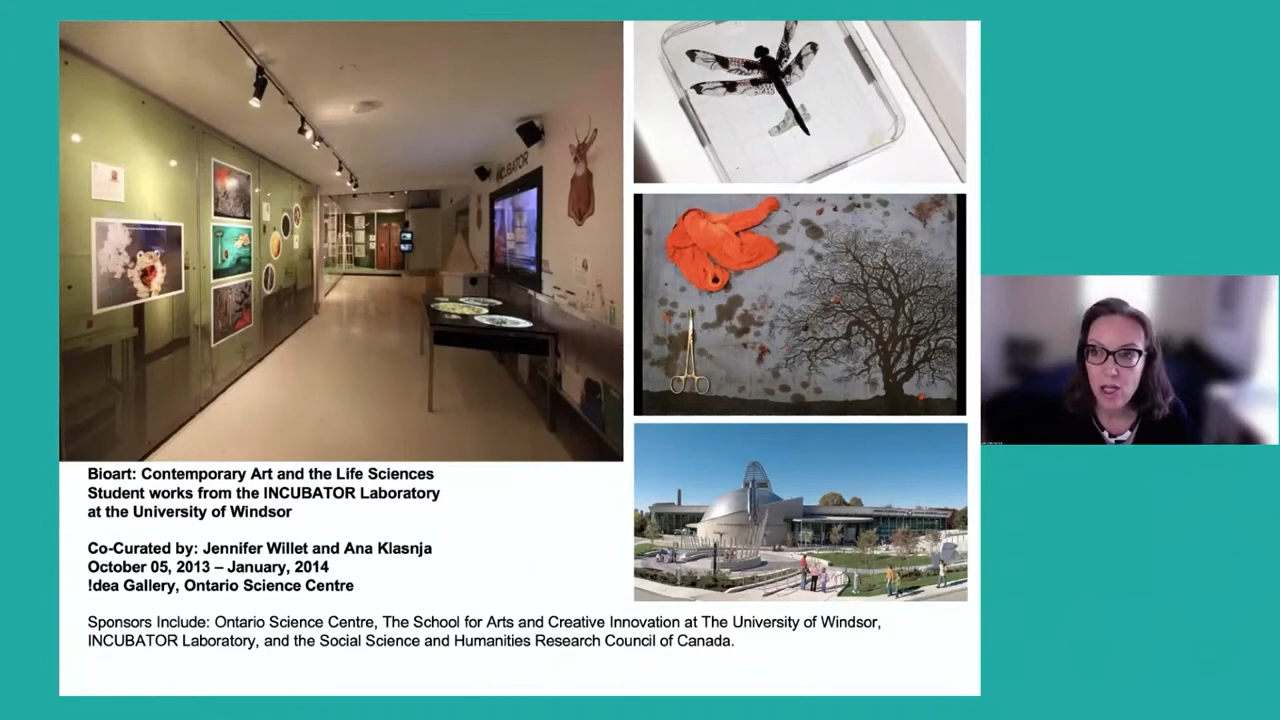 INCUBATOR
Bioart: Contemporary Art and the Life Sciences
Student works from the INCUBATOR Laboratory
at the University of Windsor
Co-Curated by: Jennifer Willet and Ana Klasnja
October 05, 2013 – January, 2014
!dea Gallery, Ontario Science Centre
Sponsors Include: Ontario Science Centre, The School for Arts and Creative Innovation at The University of Windsor,
INCUBATOR Laboratory, and the Social Science and Humanities Research Council of Canada.